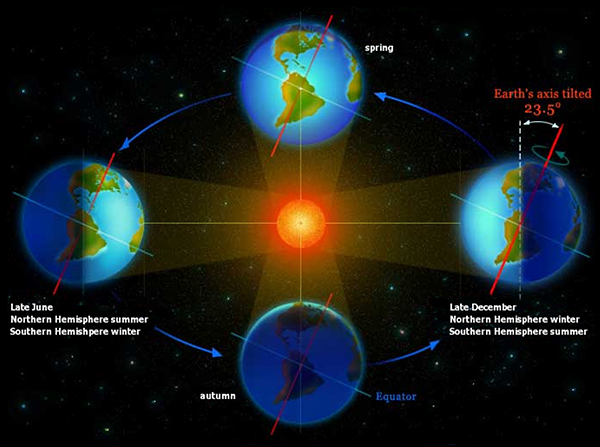 spring
Earth's axis tilted
23.5°
Late June
Northern Hemisphere summer
Southern Hemishpere winter
Late December
Northern Hemisphere winter
Southern Hemisphere summer
autumn
Equator